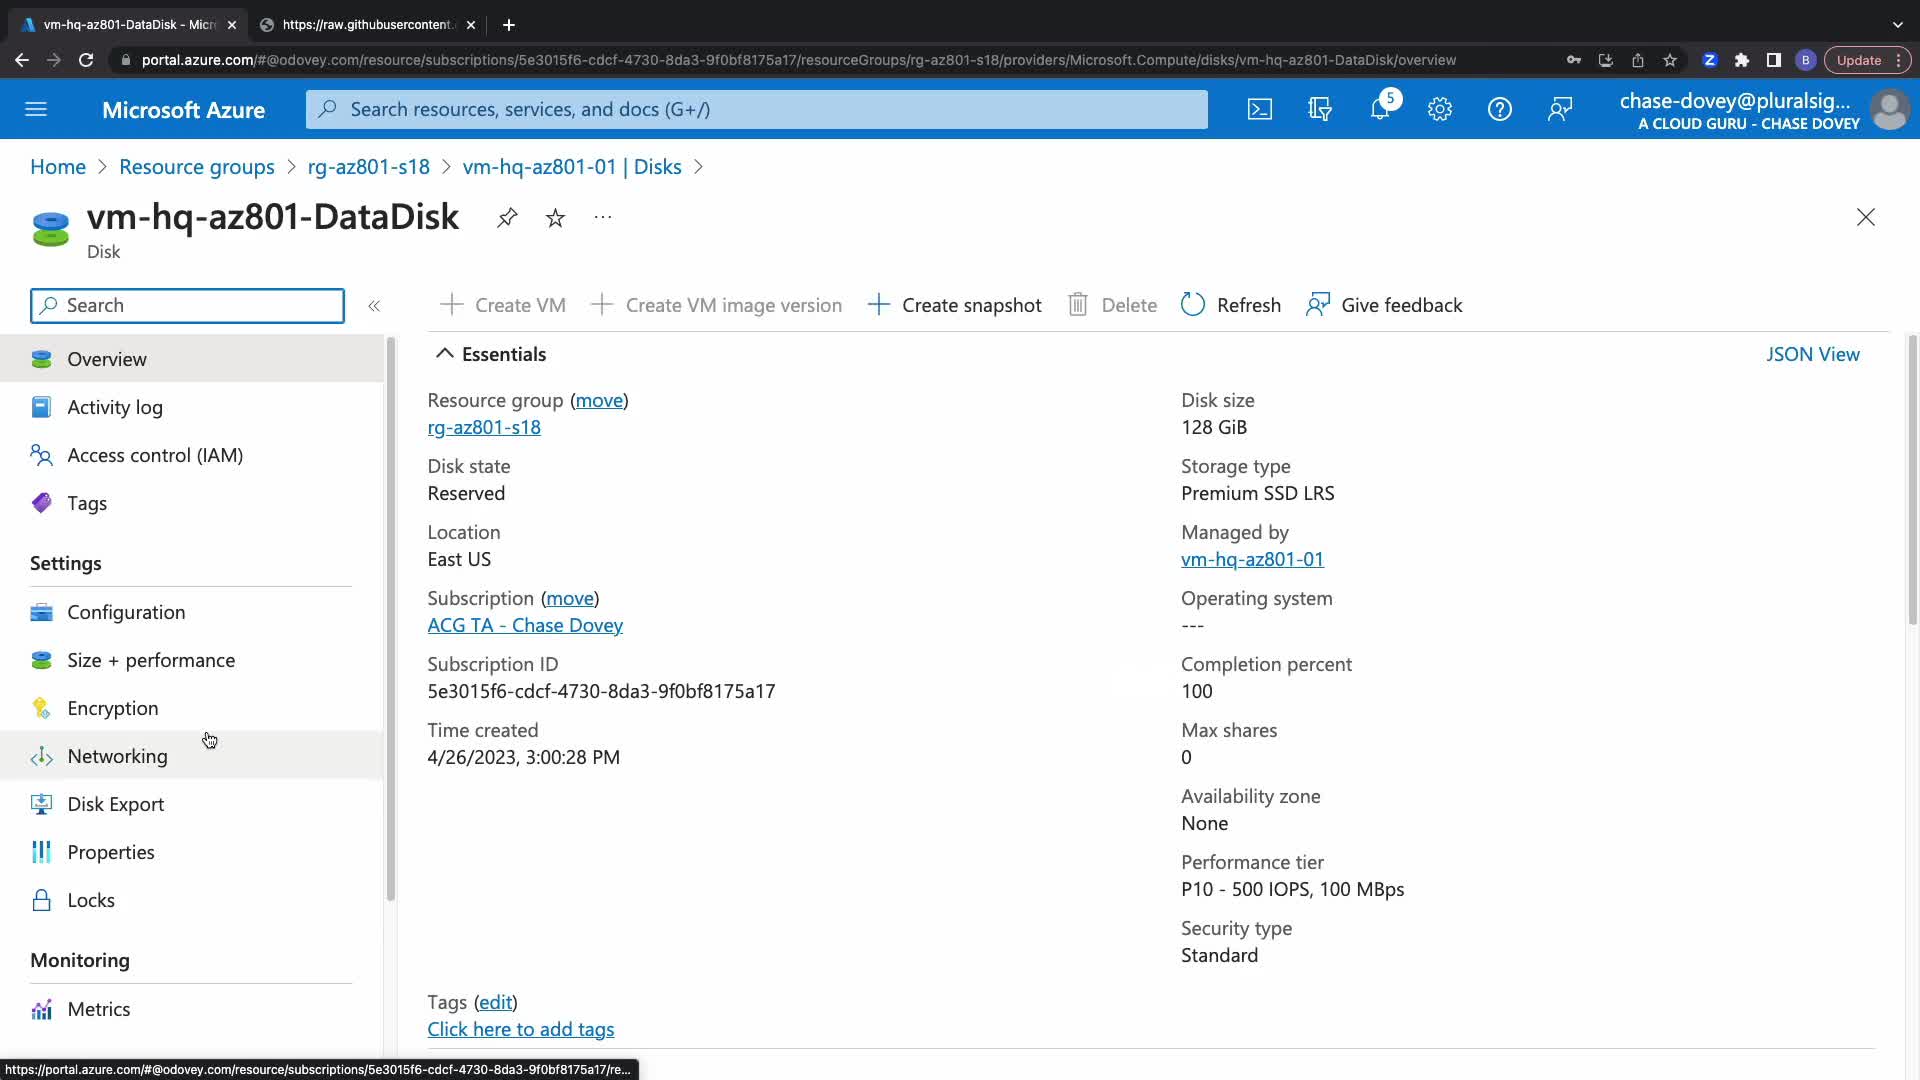 vm-hq-az801-DataDisk - Micr
https://raw.githubusercontent.
portal.azure.com/#@odovey.com/resource/subscriptions/5e3015f6-cdcf-4730-8da3-9f0bf8175a17/resourceGroups/rg-az801-s18/providers/Microsoft.Compute/disks/vm-hq-az801-DataDisk/overview
Z
B
Update
Microsoft Azure
Search resources, services, and docs (G+/)
5
chase-dovey@pluralsig...
A CLOUD GURU - CHASE DOVEY
Home > Resource groups > rg-az801-s18 > vm-hq-az801-01 | Disks >
vm-hq-az801-DataDisk
Disk
Search
Create VM
Create VM image version
Create snapshot
Delete
Refresh
Give feedback
Overview
Activity log
Access control (IAM)
Tags
Settings
Configuration
Size + performance
Encryption
Networking
Disk Export
Properties
Locks
Monitoring
Metrics
Essentials
JSON View
Resource group (move)
rg-az801-s18
Disk state
Reserved
Location
East US
Subscription (move)
ACG TA - Chase Dovey
Subscription ID
5e3015f6-cdcf-4730-8da3-9f0bf8175a17
Time created
4/26/2023, 3:00:28 PM
Disk size
128 GiB
Storage type
Premium SSD LRS
Managed by
vm-hq-az801-01
Operating system
---
Completion percent
100
Max shares
0
Availability zone
None
Performance tier
P10 - 500 IOPS, 100 MBps
Security type
Standard
Tags (edit)
Click here to add tags
https://portal.azure.com/#@odovey.com/resource/subscriptions/5e3015f6-cdcf-4730-8da3-9f0bf8175a17/re...